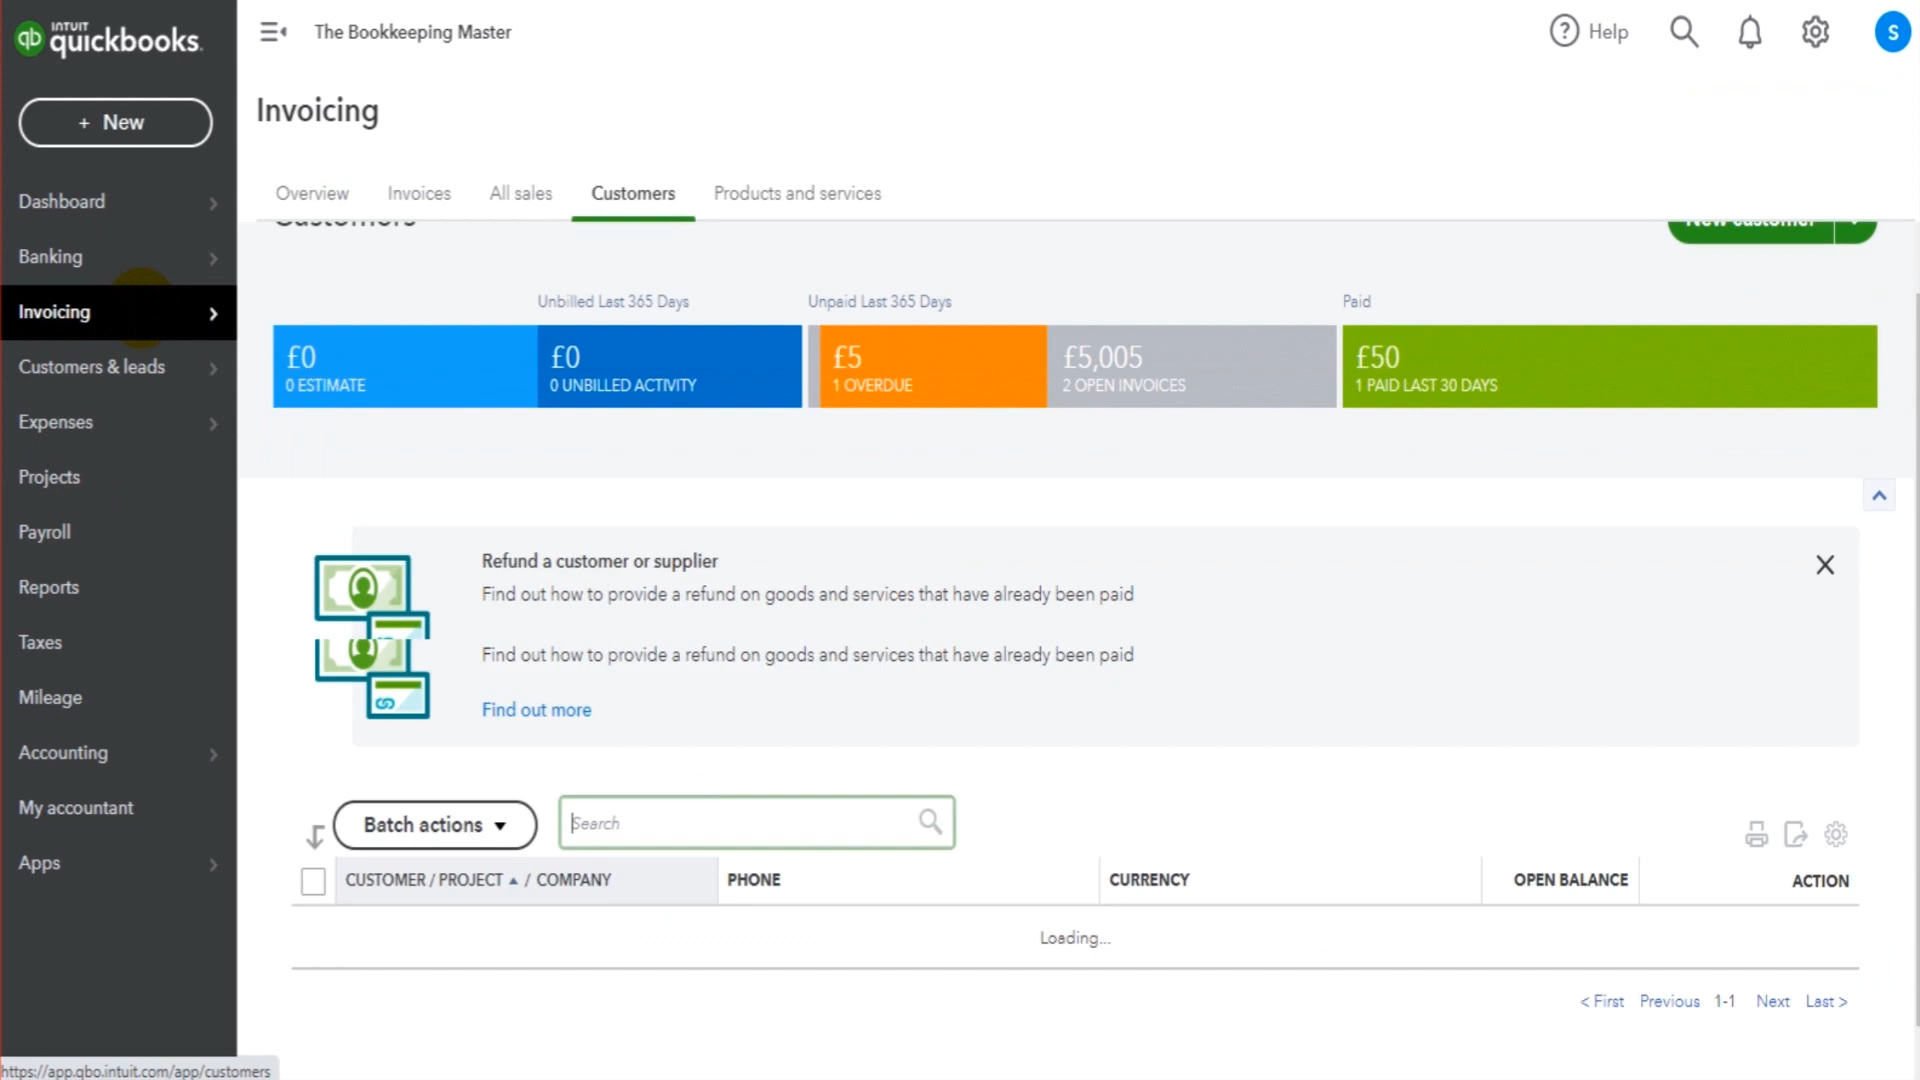 INTUIT
qb quickbooks.
The Bookkeeping Master
Help
S
+ New
Invoicing
Dashboard
Banking
Invoicing
Customers & leads
Expenses
Projects
Payroll
Reports
Taxes
Mileage
Accounting
My accountant
Apps
Overview
Invoices
All sales
Customers
Products and services
Customers
New customer
Unbilled Last 365 Days
Unpaid Last 365 Days
Paid
£0
0 ESTIMATE
£0
0 UNBILLED ACTIVITY
£5
1 OVERDUE
£5,005
2 OPEN INVOICES
£50
1 PAID LAST 30 DAYS
Refund a customer or supplier
Find out how to provide a refund on goods and services that have already been paid
Find out how to provide a refund on goods and services that have already been paid
Find out more
Batch actions
Search
CUSTOMER / PROJECT ▲ / COMPANY
PHONE
CURRENCY
OPEN BALANCE
ACTION
Loading...
< First Previous 1-1 Next Last >
https://app.qbo.intuit.com/app/customers